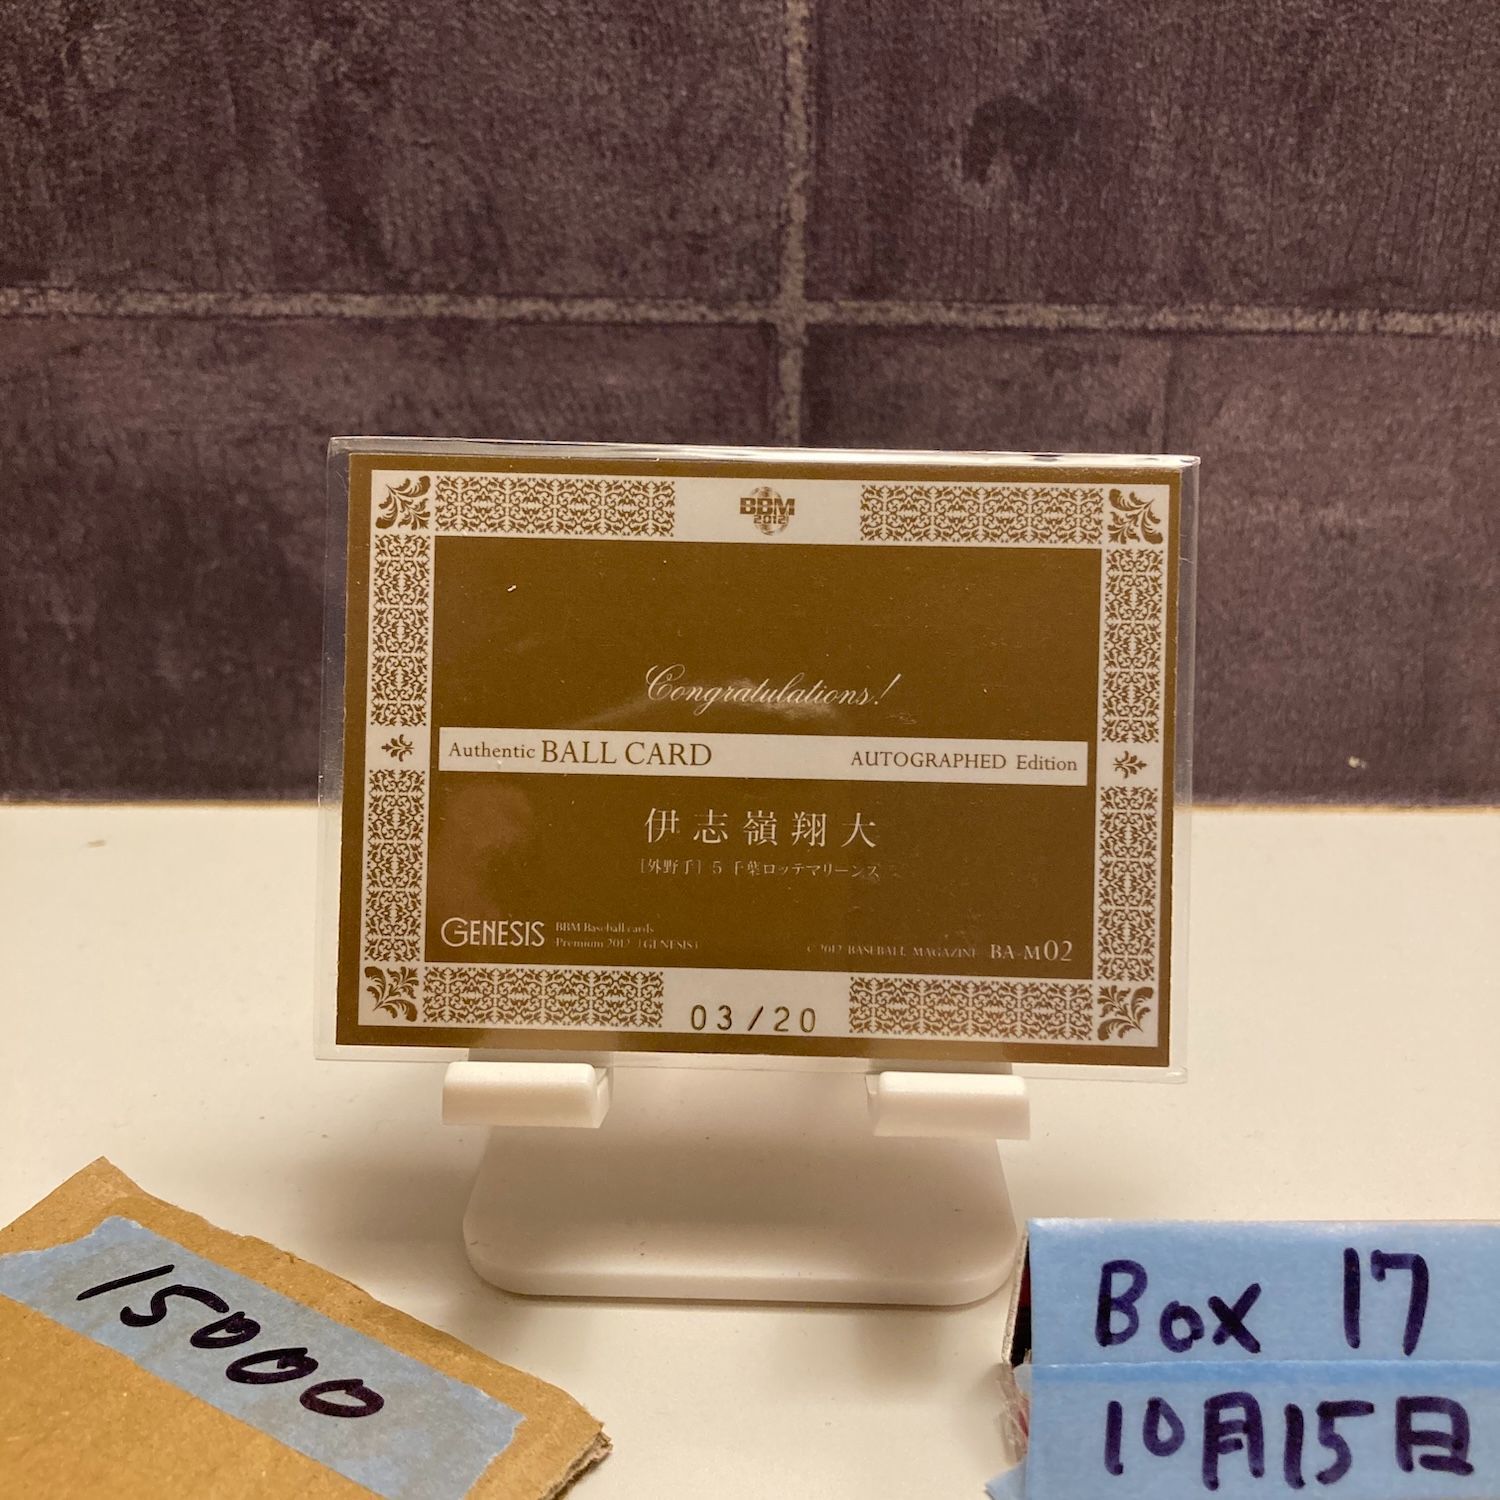 BBM
2012
Congratulations!
Authentic BALL CARD AUTOGRAPHED Edition
伊志嶺翔大
[外野手] 5 千葉ロッテマリーンズ
GENESIS
BBM Baseball cards
Premium 2012 「GENESIS」
© 2012 BASEBALL MAGAZINE BA-M02
03/20
15000
Box 17
10月15日